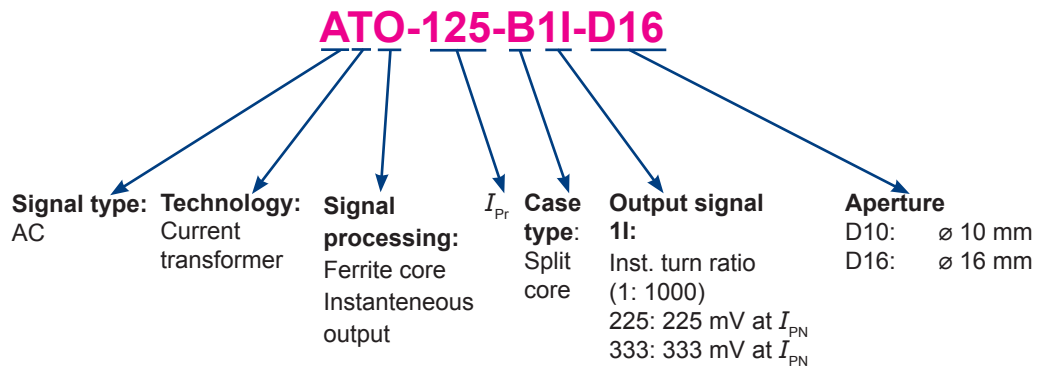 ATO-125-B1I-D16
Signal type:
AC
Technology:
Current
transformer
Signal
processing:
Ferrite core
Instanteneous
output
I_Pr
Case
type:
Split
core
Output signal
1I:
Inst. turn ratio
(1: 1000)
225: 225 mV at I_PN
333: 333 mV at I_PN
Aperture
D10: ⌀ 10 mm
D16: ⌀ 16 mm